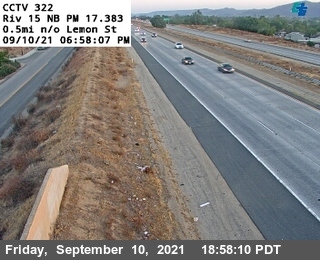 CCTV 322
Riv 15 NB PM 17.383
0.5mi n/o Lemon St
09/10/21 06:58:07 PM
Friday, September 10, 2021 18:58:10 PDT